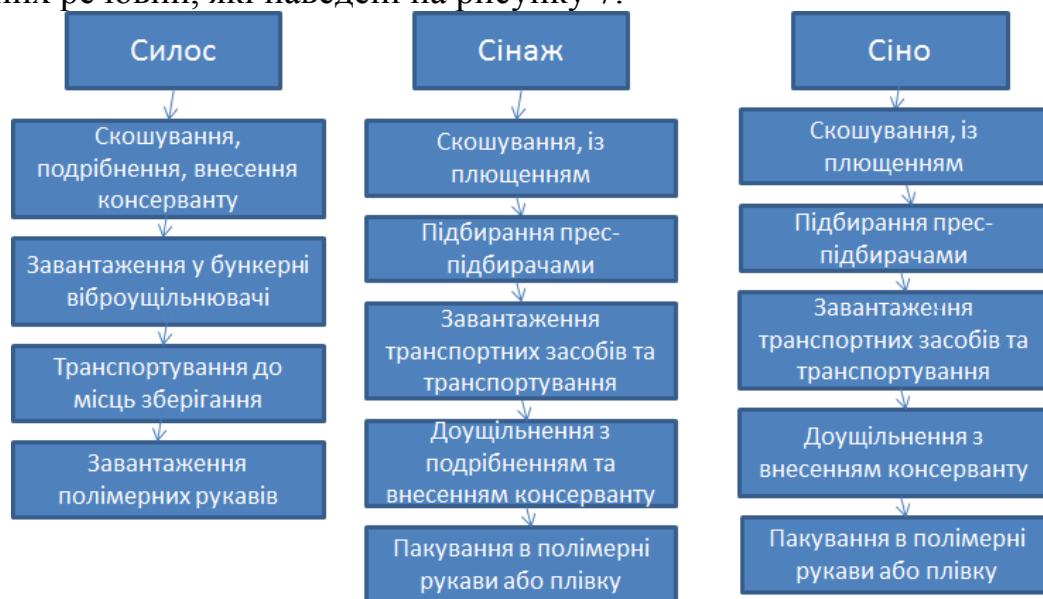 них речовин, які наведені на рисунку 7.
Силос
Скошування,
подрібнення, внесення
консерванту
Завантаження у бункерні
віброущільнювачі
Транспортування до
місць зберігання
Завантаження
полімерних рукавів
Сінаж
Скошування, із
плющенням
Підбирання прес-
підбирачами
Завантаження
транспортних засобів та
транспортування
Доущільнення з
подрібненням та
внесенням консерванту
Пакування в полімерні
рукави або плівку
Сіно
Скошування, із
плющенням
Підбирання прес-
підбирачами
Завантаження
транспортних засобів та
транспортування
Доущільнення з
внесенням консерванту
Пакування в полімерні
рукави або плівку